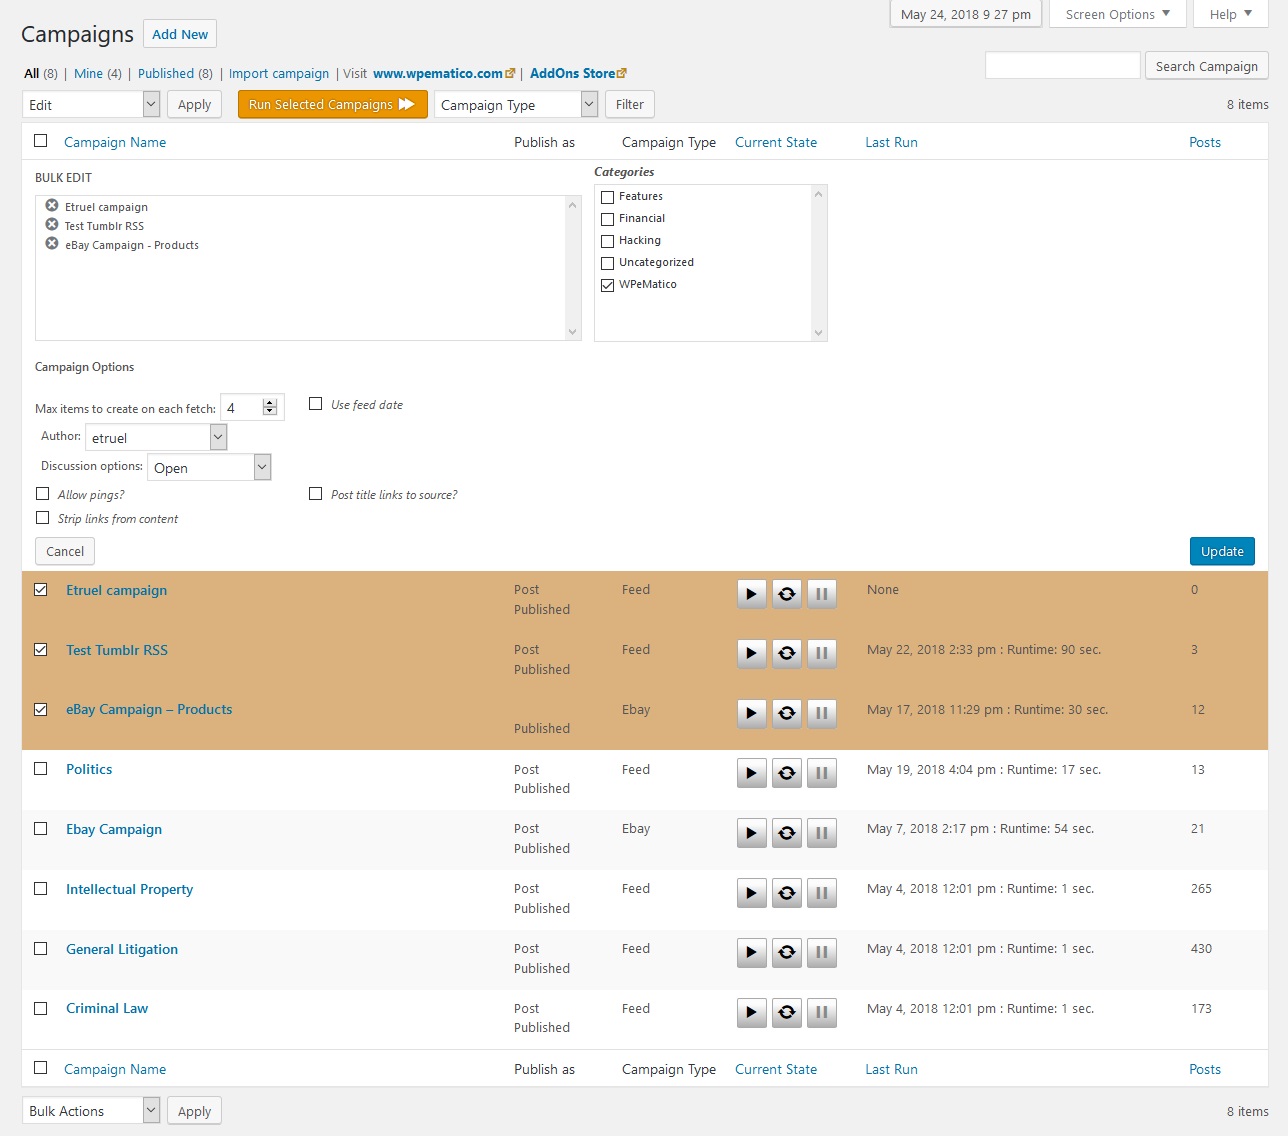 May 24, 2018 9 27 pm
Screen Options
Help
Campaigns
Add New
All (8) | Mine (4) | Published (8) | Import campaign | Visit www.wpematico.com | AddOns Store
Search Campaign
Edit
Apply
Run Selected Campaigns
Campaign Type
Filter
8 items
Campaign Name Publish as Campaign Type Current State Last Run Posts
BULK EDIT
Etruel campaign
Test Tumblr RSS
eBay Campaign - Products
Categories
Features
Financial
Hacking
Uncategorized
WPeMatico
Campaign Options
Max items to create on each fetch: 4
Use feed date
Author: etruel
Discussion options: Open
Allow pings?
Post title links to source?
Strip links from content
Cancel
Update
Etruel campaign Post Feed None 0
Published
Test Tumblr RSS Post Feed May 22, 2018 2:33 pm : Runtime: 90 sec. 3
Published
eBay Campaign – Products Ebay May 17, 2018 11:29 pm : Runtime: 30 sec. 12
Published
Politics Post Feed May 19, 2018 4:04 pm : Runtime: 17 sec. 13
Published
Ebay Campaign Post Ebay May 7, 2018 2:17 pm : Runtime: 54 sec. 21
Published
Intellectual Property Post Feed May 4, 2018 12:01 pm : Runtime: 1 sec. 265
Published
General Litigation Post Feed May 4, 2018 12:01 pm : Runtime: 1 sec. 430
Published
Criminal Law Post Feed May 4, 2018 12:01 pm : Runtime: 1 sec. 173
Published
Campaign Name Publish as Campaign Type Current State Last Run Posts
Bulk Actions
Apply
8 items